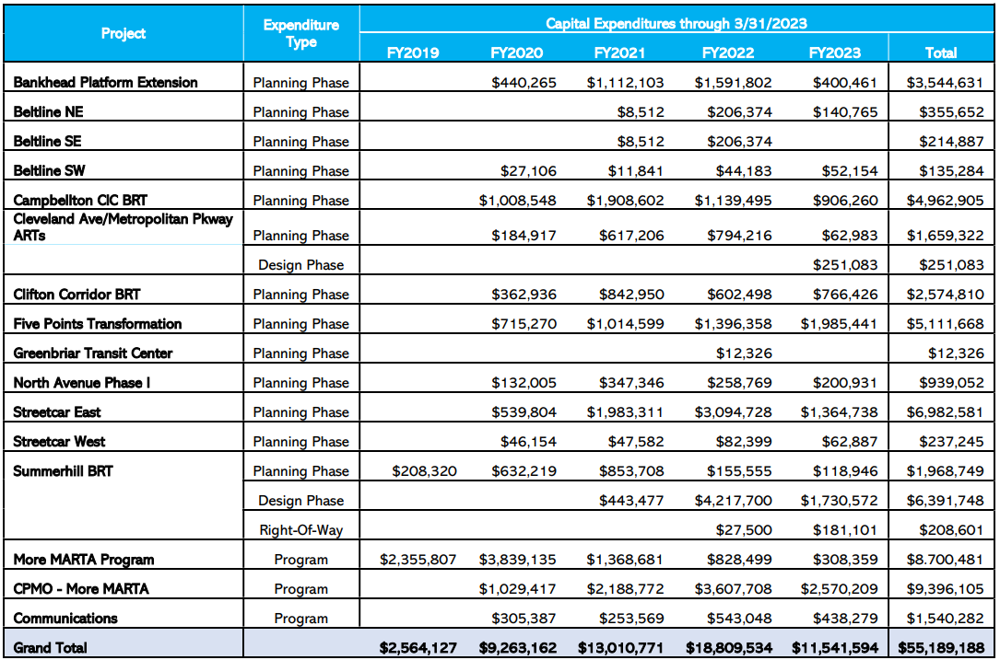 Project Expenditure Type Capital Expenditures through 3/31/2023
FY2019 FY2020 FY2021 FY2022 FY2023 Total
Bankhead Platform Extension Planning Phase $440,265 $1,112,103 $1,591,802 $400,461 $3,544,631
Beltline NE Planning Phase $8,512 $206,374 $140,765 $355,652
Beltline SE Planning Phase $8,512 $206,374 $214,887
Beltline SW Planning Phase $27,106 $11,841 $44,183 $52,154 $135,284
Campbellton CIC BRT Planning Phase $1,008,548 $1,908,602 $1,139,495 $906,260 $4,962,905
Cleveland Ave/Metropolitan Pkway
ARTs Planning Phase $184,917 $617,206 $794,216 $62,983 $1,659,322
Design Phase $251,083 $251,083
Clifton Corridor BRT Planning Phase $362,936 $842,950 $602,498 $766,426 $2,574,810
Five Points Transformation Planning Phase $715,270 $1,014,599 $1,396,358 $1,985,441 $5,111,668
Greenbriar Transit Center Planning Phase $12,326 $12,326
North Avenue Phase I Planning Phase $132,005 $347,346 $258,769 $200,931 $939,052
Streetcar East Planning Phase $539,804 $1,983,311 $3,094,728 $1,364,738 $6,982,581
Streetcar West Planning Phase $46,154 $47,582 $82,399 $62,887 $237,245
Summerhill BRT Planning Phase $208,320 $632,219 $853,708 $155,555 $118,946 $1,968,749
Design Phase $443,477 $4,217,700 $1,730,572 $6,391,748
Right-Of-Way $27,500 $181,101 $208,601
More MARTA Program Program $2,355,807 $3,839,135 $1,368,681 $828,499 $308,359 $8.700,481
CPMO - More MARTA Program $1,029,417 $2,188,772 $3,607,708 $2,570,209 $9,396,105
Communications Program $305,387 $253,569 $543,048 $438,279 $1,540,282
Grand Total $2,564,127 $9,263,162 $13,010,771 $18,809,534 $11,541,594 $55,189,188